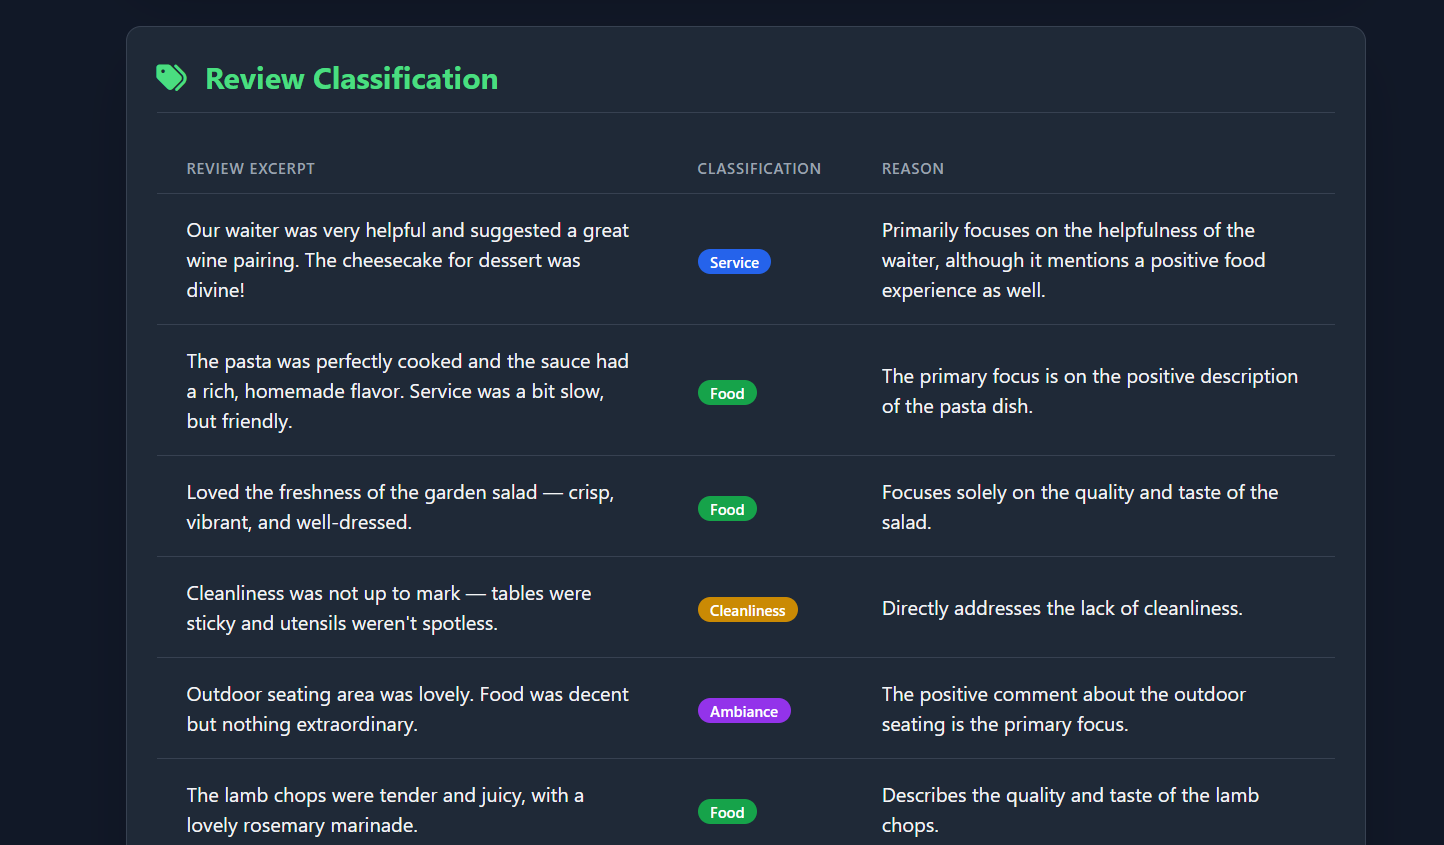 Review Classification
REVIEW EXCERPT CLASSIFICATION REASON
Our waiter was very helpful and suggested a great
wine pairing. The cheesecake for dessert was
divine!
Service
Primarily focuses on the helpfulness of the
waiter, although it mentions a positive food
experience as well.
The pasta was perfectly cooked and the sauce had
a rich, homemade flavor. Service was a bit slow,
but friendly.
Food
The primary focus is on the positive description
of the pasta dish.
Loved the freshness of the garden salad — crisp,
vibrant, and well-dressed.
Food
Focuses solely on the quality and taste of the
salad.
Cleanliness was not up to mark — tables were
sticky and utensils weren't spotless.
Cleanliness
Directly addresses the lack of cleanliness.
Outdoor seating area was lovely. Food was decent
but nothing extraordinary.
Ambiance
The positive comment about the outdoor
seating is the primary focus.
The lamb chops were tender and juicy, with a
lovely rosemary marinade.
Food
Describes the quality and taste of the lamb
chops.